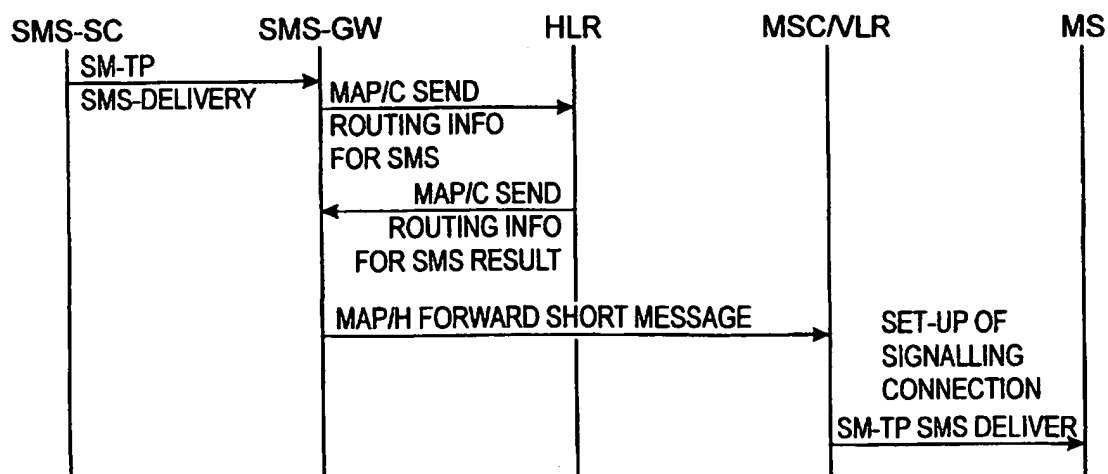 SMS-SC SMS-GW HLR MSC/VLR MS
SM-TP
SMS-DELIVERY
MAP/C SEND
ROUTING INFO
FOR SMS
MAP/C SEND
ROUTING INFO
FOR SMS RESULT
MAP/H FORWARD SHORT MESSAGE
SET-UP OF
SIGNALLING
CONNECTION
SM-TP SMS DELIVER